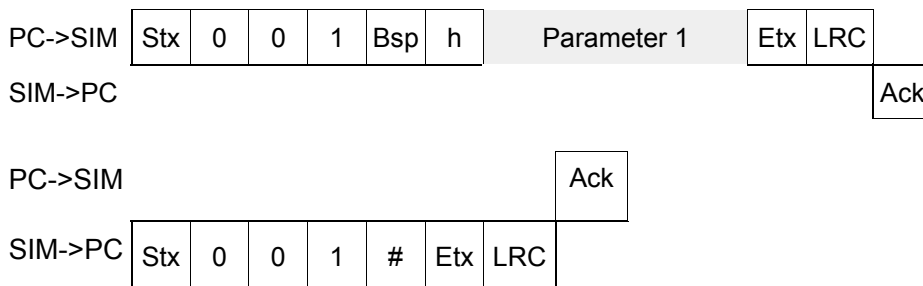 PC->SIM Stx 0 0 1 Bsp h Parameter 1 Etx LRC
SIM->PC Ack
PC->SIM Ack
SIM->PC Stx 0 0 1 # Etx LRC